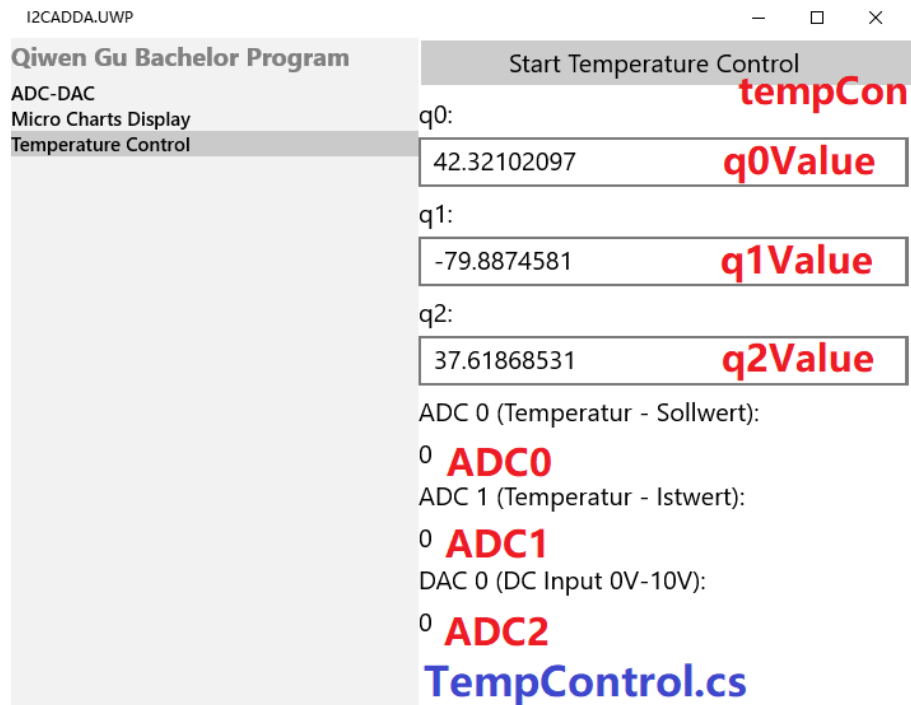 I2CADDA.UWP
Qiwen Gu Bachelor Program
ADC-DAC
Micro Charts Display
Temperature Control
Start Temperature Control
tempCon
q0:
42.32102097 q0Value
q1:
-79.8874581 q1Value
q2:
37.61868531 q2Value
ADC 0 (Temperatur - Sollwert):
0 ADC0
ADC 1 (Temperatur - Istwert):
0 ADC1
DAC 0 (DC Input 0V-10V):
0 ADC2
TempControl.cs